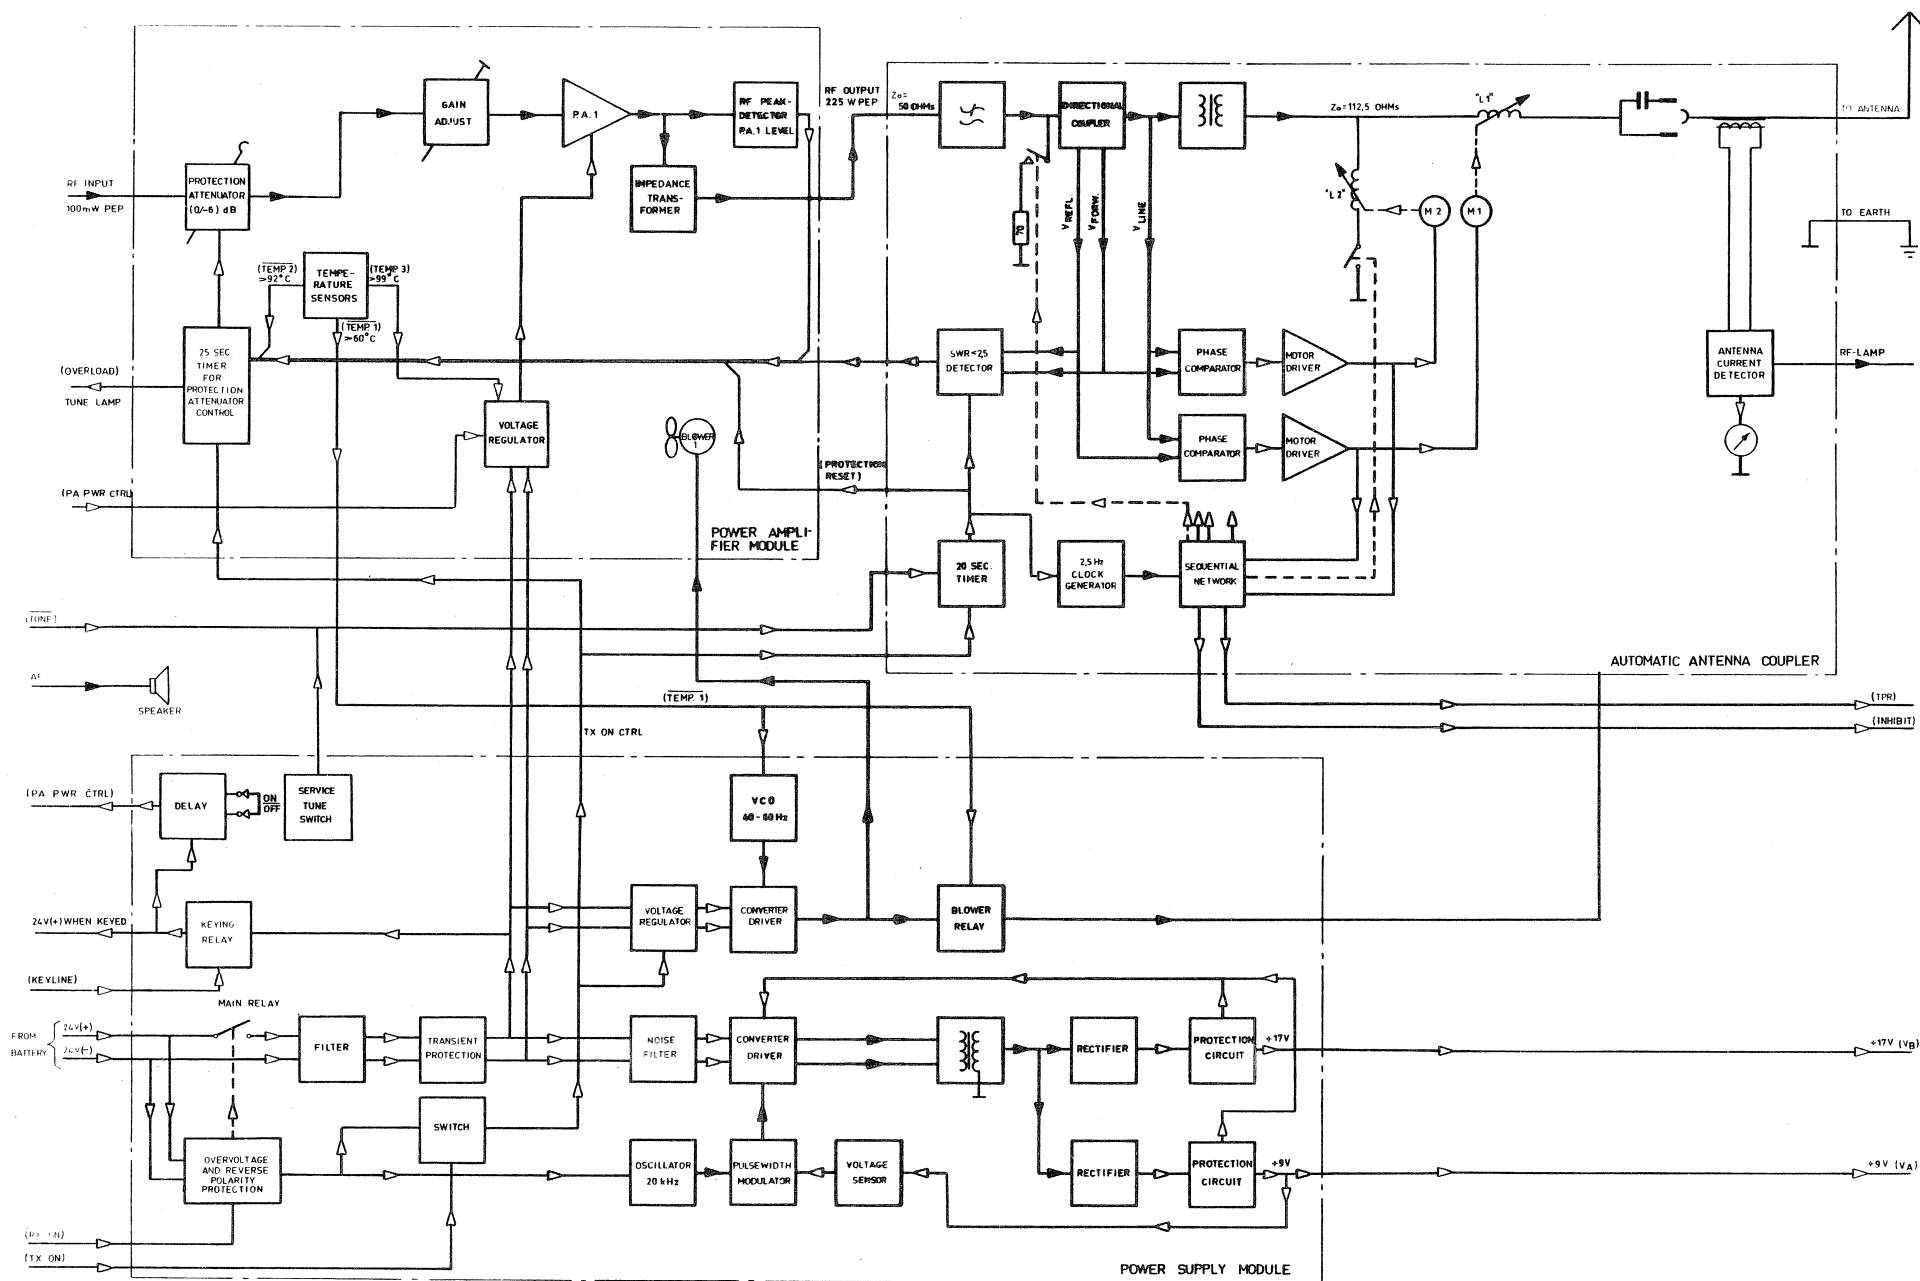 RF INPUT
100mW PEP
PROTECTION
ATTENUATOR
(0/-6) dB
GAIN
ADJUST
P.A.1
RF PEAK-
DETECTOR
P.A.1 LEVEL
IMPEDANCE
TRANS-
FORMER
RF OUTPUT
225 W PEP
(TEMP. 2)
>92°C
TEMPE-
RATURE
SENSORS
(TEMP. 3)
>99°C
(TEMP. 1)
>60°C
25 SEC
TIMER
FOR
PROTECTION
ATTENUATOR
CONTROL
(OVERLOAD)
TUNE LAMP
VOLTAGE
REGULATOR
BLOWER
1
(PA PWR CTRL)
(PROTECTION
RESET)
POWER AMPLI-
FIER MODULE
Zo=
50 OHMs
DIRECTIONAL
COUPLER
Zo=112,5 OHMs
"L1"
"L2"
TO ANTENNA
TO EARTH
70
V REFL.
V FORW.
V LINE
M2
M1
SWR<2,5
DETECTOR
PHASE
COMPARATOR
MOTOR
DRIVER
PHASE
COMPARATOR
MOTOR
DRIVER
ANTENNA
CURRENT
DETECTOR
RF-LAMP
20 SEC.
TIMER
2,5 Hz
CLOCK
GENERATOR
SEQUENTIAL
NETWORK
AUTOMATIC ANTENNA COUPLER
(TUNE)
AF
SPEAKER
(TEMP. 1)
TX ON CTRL
(TPR)
(INHIBIT)
(PA PWR CTRL)
DELAY
ON
OFF
SERVICE
TUNE
SWITCH
VCO
40-60 Hz
24V(+) WHEN KEYED
KEYING
RELAY
VOLTAGE
REGULATOR
CONVERTER
DRIVER
BLOWER
RELAY
(KEYLINE)
MAIN RELAY
FROM
BATTERY
24V(+)
24V(-)
FILTER
TRANSIENT
PROTECTION
NOISE
FILTER
CONVERTER
DRIVER
RECTIFIER
PROTECTION
CIRCUIT
+17V
+17V (VB)
SWITCH
OVERVOLTAGE
AND REVERSE
POLARITY
PROTECTION
OSCILLATOR
20 kHz
PULSEWIDTH
MODULATOR
VOLTAGE
SENSOR
RECTIFIER
PROTECTION
CIRCUIT
+9V
+9V (VA)
(RX ON)
(TX ON)
POWER SUPPLY MODULE